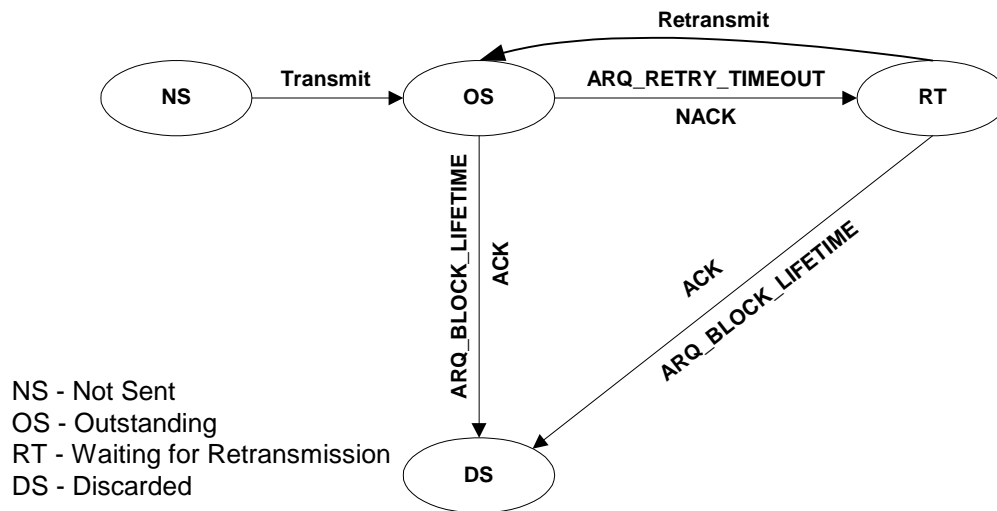 Retransmit
NS
Transmit
OS
ARQ_RETRY_TIMEOUT
NACK
RT
ARQ_BLOCK_LIFETIME
ACK
ACK
ARQ_BLOCK_LIFETIME
NS - Not Sent
OS - Outstanding
RT - Waiting for Retransmission
DS - Discarded
DS